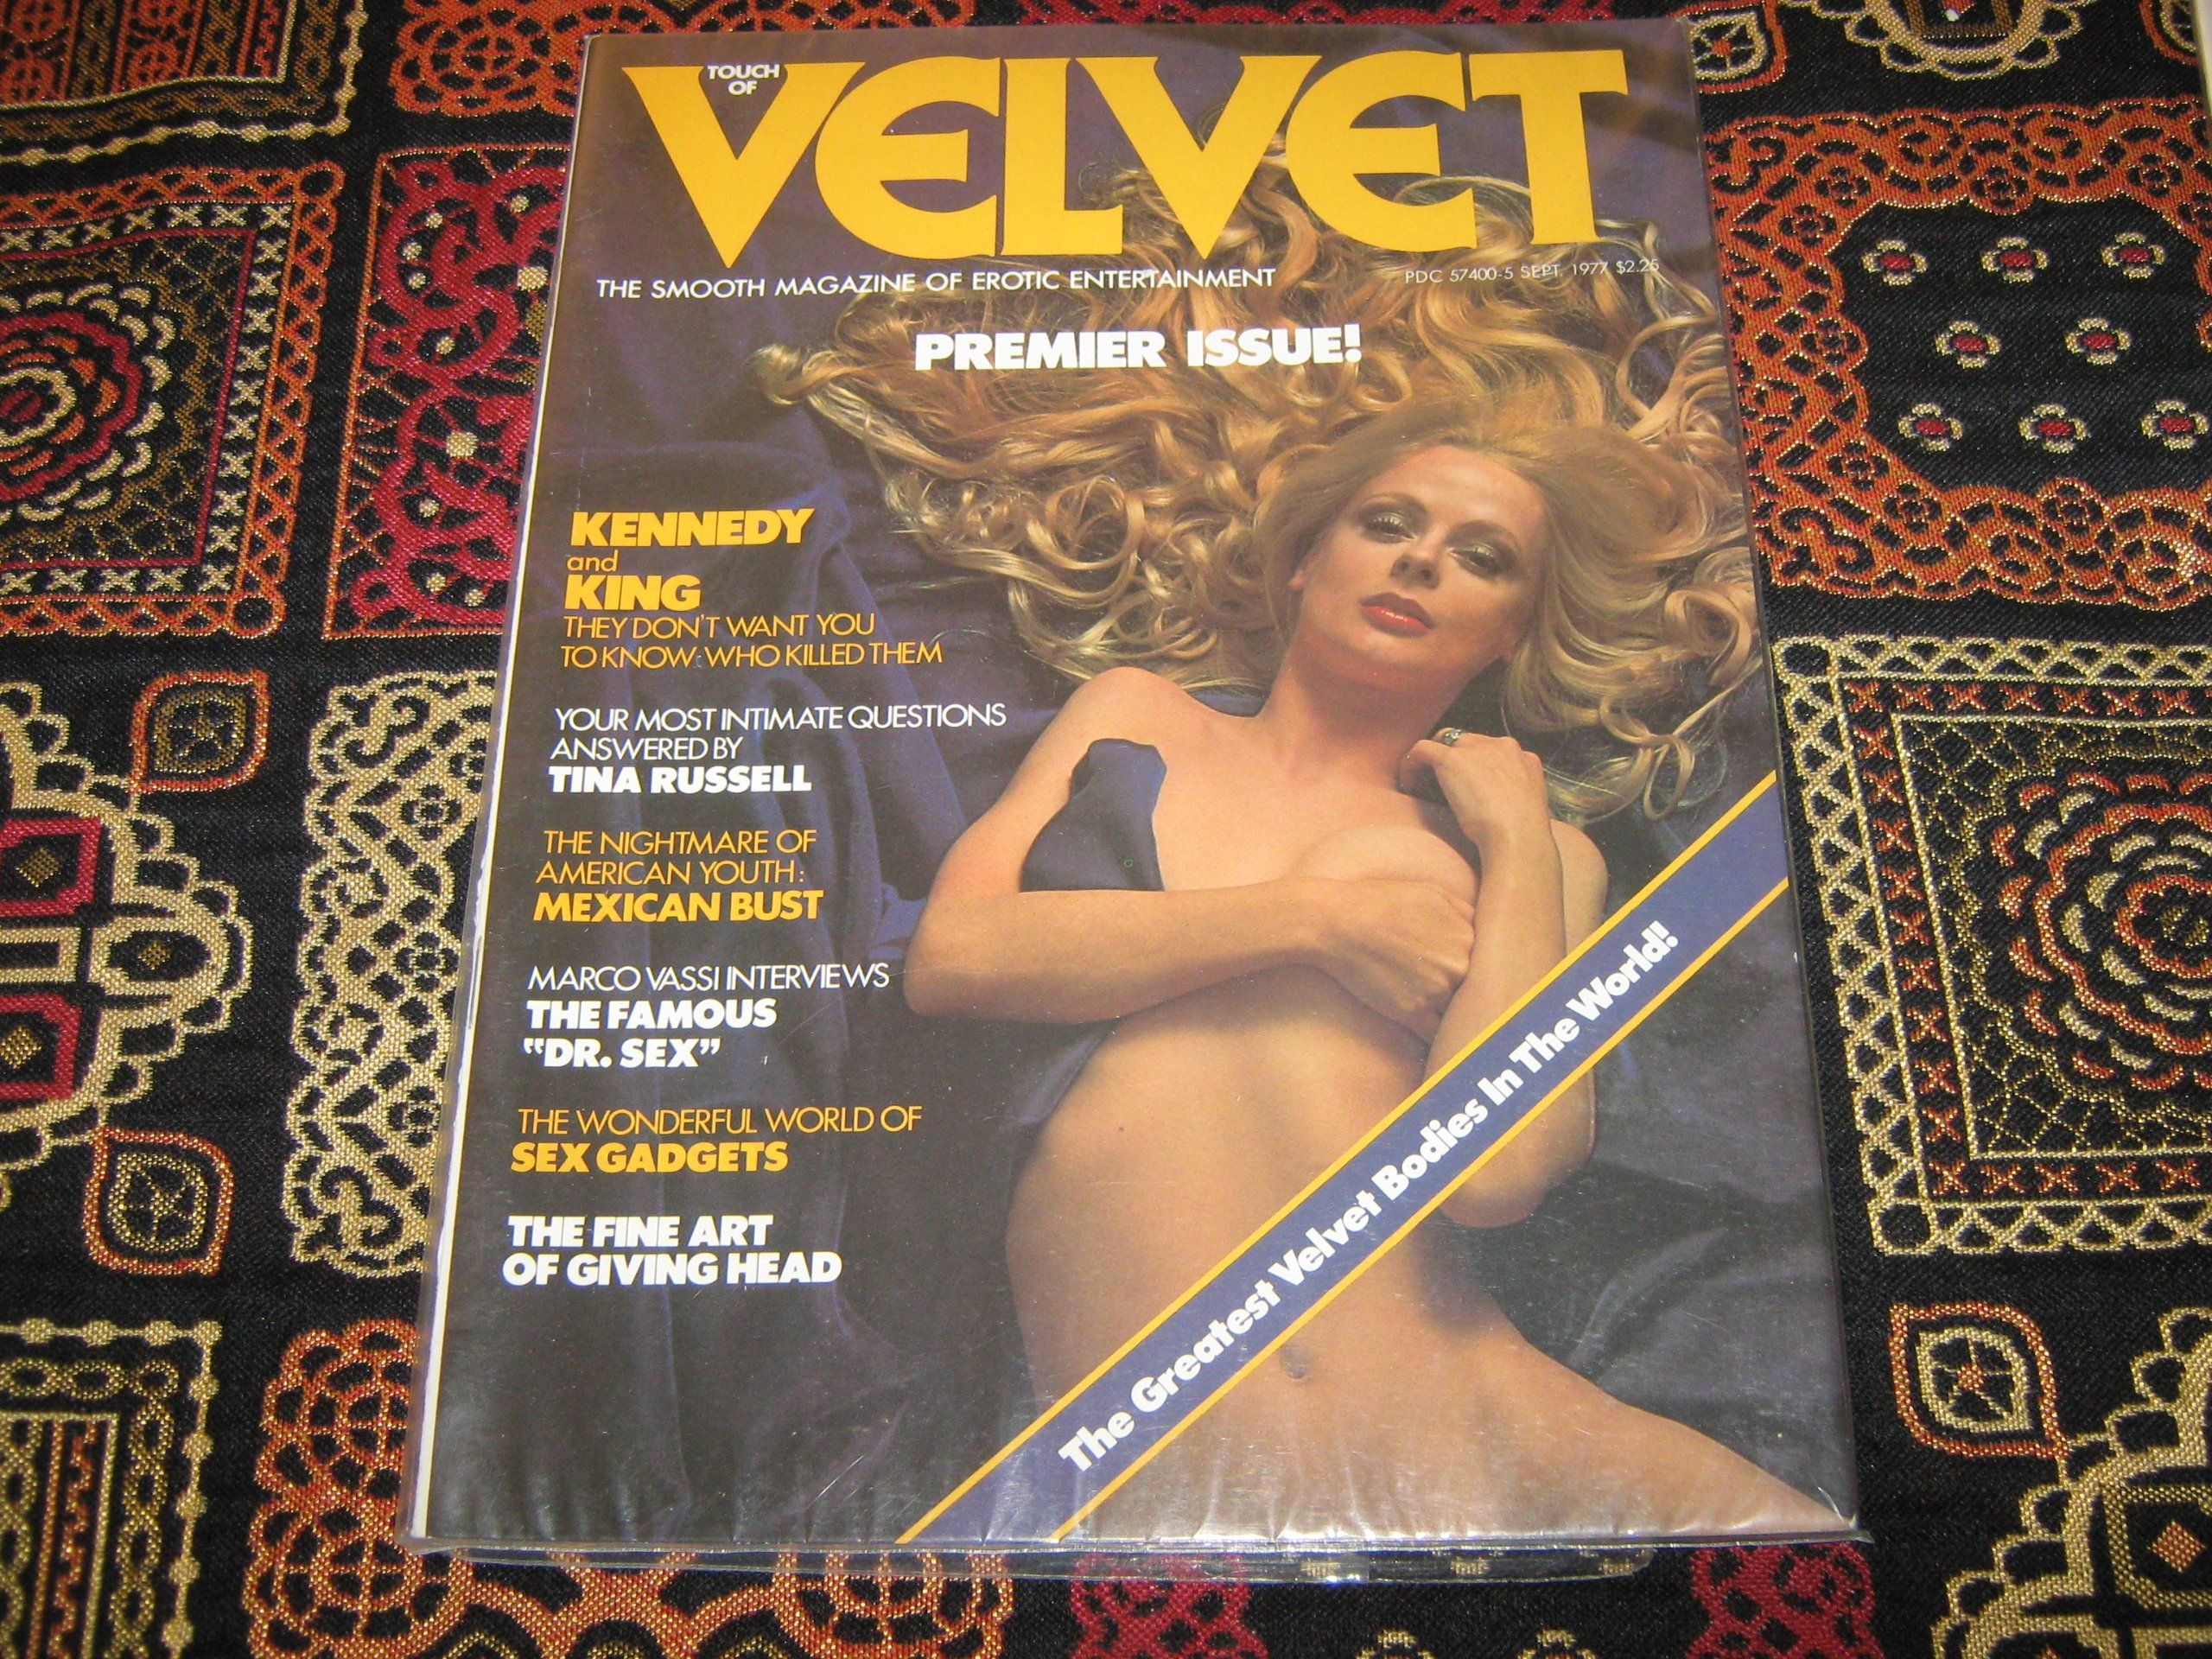 TOUCH
OF
VELVET
THE SMOOTH MAGAZINE OF EROTIC ENTERTAINMENT
PDC 57400-5 SEPT. 1977 $2.25
PREMIER ISSUE!
KENNEDY
and
KING
THEY DON'T WANT YOU
TO KNOW WHO KILLED THEM
YOUR MOST INTIMATE QUESTIONS
ANSWERED BY
TINA RUSSELL
THE NIGHTMARE OF
AMERICAN YOUTH:
MEXICAN BUST
MARCO VASSI INTERVIEWS
THE FAMOUS
"DR. SEX"
THE WONDERFUL WORLD OF
SEX GADGETS
THE FINE ART
OF GIVING HEAD
The Greatest Velvet Bodies In The World!